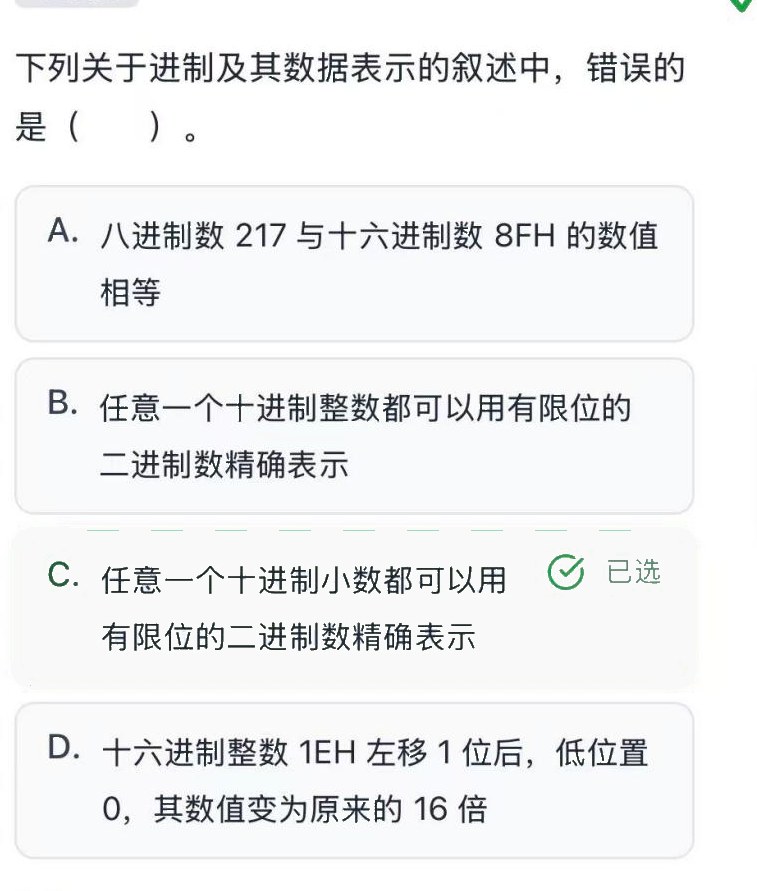 下列关于进制及其数据表示的叙述中，错误的
是（　　）。
A. 八进制数 217 与十六进制数 8FH 的数值
相等
B. 任意一个十进制整数都可以用有限位的
二进制数精确表示
C. 任意一个十进制小数都可以用 已选
有限位的二进制数精确表示
D. 十六进制整数 1EH 左移 1 位后，低位置
0，其数值变为原来的 16 倍